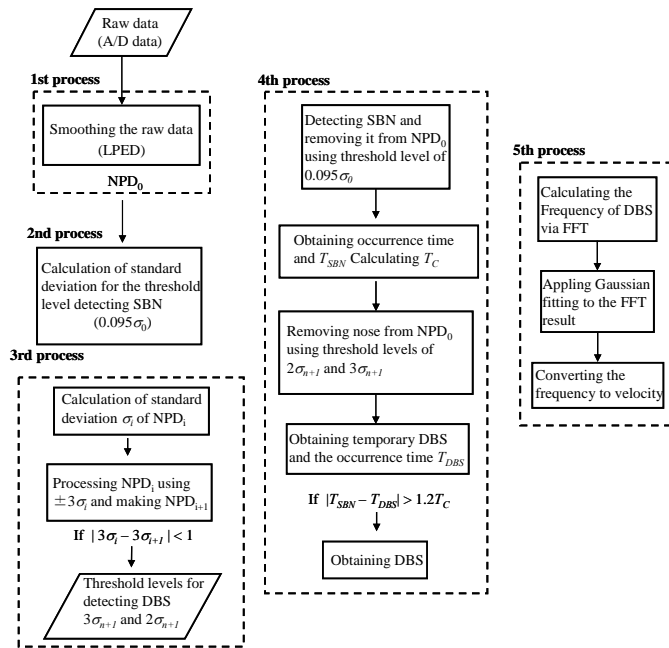 Raw data
(A/D data)
1st process
Smoothing the raw data
(LPED)
NPD₀
2nd process
Calculation of standard
deviation for the threshold
level detecting SBN
(0.095σ₀)
3rd process
Calculation of standard
deviation σᵢ of NPDᵢ
Processing NPDᵢ using
±3σᵢ and making NPDᵢ₊₁
If | 3σᵢ – 3σᵢ₊₁ | < 1
Threshold levels for
detecting DBS
3σₙ₊₁ and 2σₙ₊₁
4th process
Detecting SBN and
removing it from NPD₀
using threshold level of
0.095σ₀
Obtaining occurrence time
and T_SBN Calculating T_C
Removing nose from NPD₀
using threshold levels of
2σₙ₊₁ and 3σₙ₊₁
Obtaining temporary DBS
and the occurrence time T_DBS
If |T_SBN – T_DBS| > 1.2T_C
Obtaining DBS
5th process
Calculating the
Frequency of DBS
via FFT
Appling Gaussian
fitting to the FFT
result
Converting the
frequency to velocity